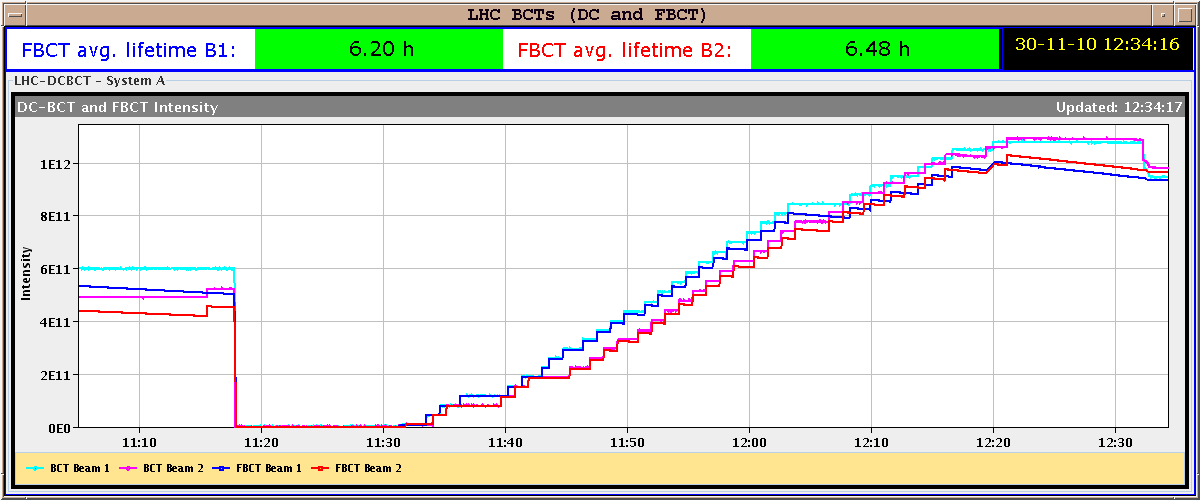 LHC BCTs (DC and FBCT)
FBCT avg. lifetime B1: 6.20 h FBCT avg. lifetime B2: 6.48 h 30-11-10 12:34:16
LHC-DCBCT - System A
DC-BCT and FBCT Intensity Updated: 12:34:17
1E12
8E11
6E11
4E11
2E11
0E0
Intensity
11:10 11:20 11:30 11:40 11:50 12:00 12:10 12:20 12:30
BCT Beam 1 BCT Beam 2 FBCT Beam 1 FBCT Beam 2